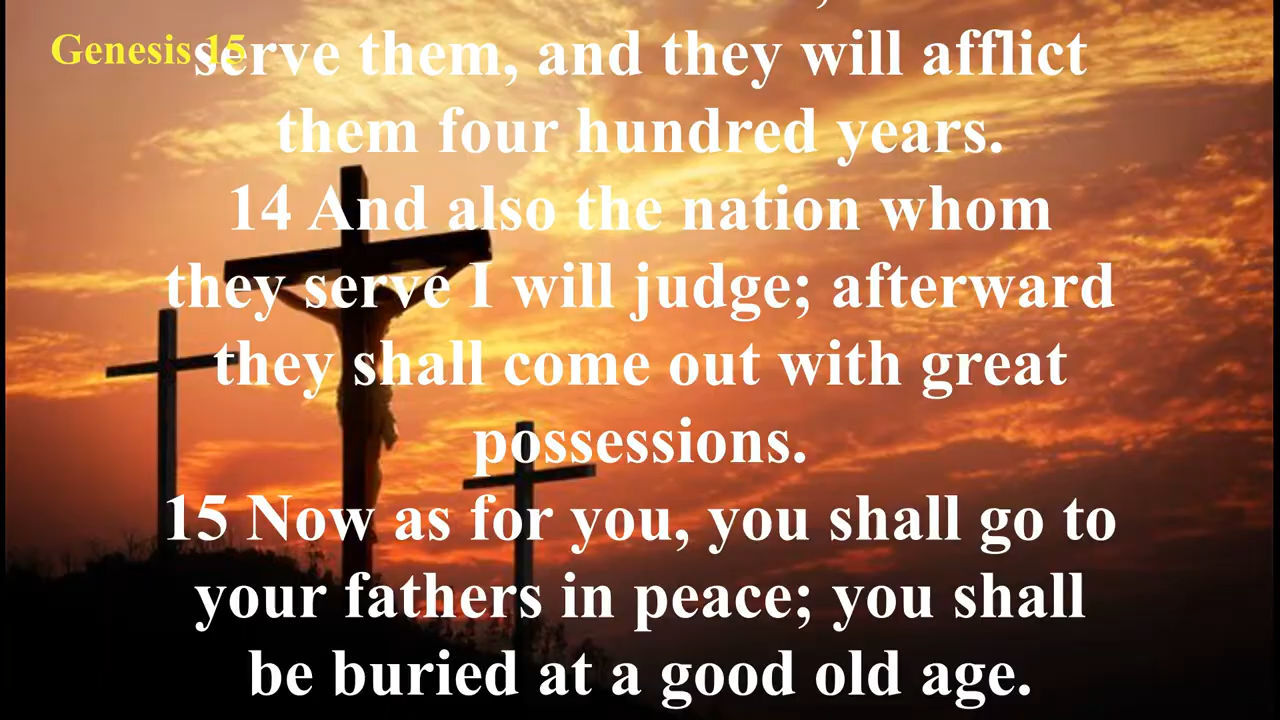 Genesis 15
serve them, and they will afflict
them four hundred years.
14 And also the nation whom
they serve I will judge; afterward
they shall come out with great
possessions.
15 Now as for you, you shall go to
your fathers in peace; you shall
be buried at a good old age.